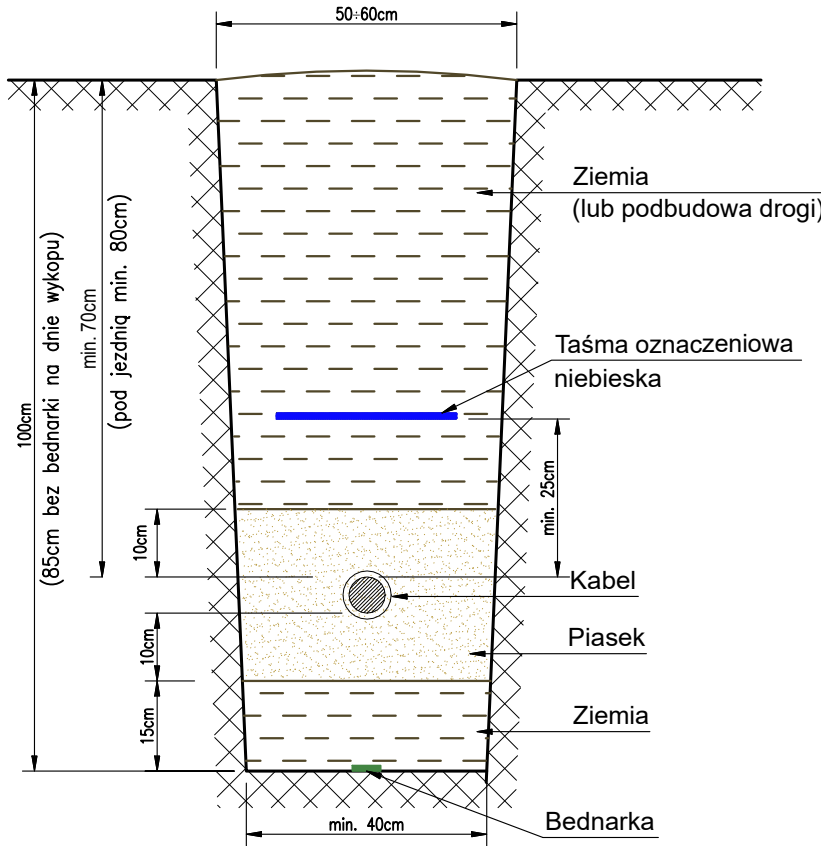 50÷60cm
Ziemia
(lub podbudowa drogi)
100cm
(85cm bez bednarki na dnie wykopu)
min. 70cm
(pod jezdnią min. 80cm)
Taśma oznaczeniowa
niebieska
min. 25cm
10cm
Kabel
10cm
Piasek
15cm
Ziemia
Bednarka
min. 40cm